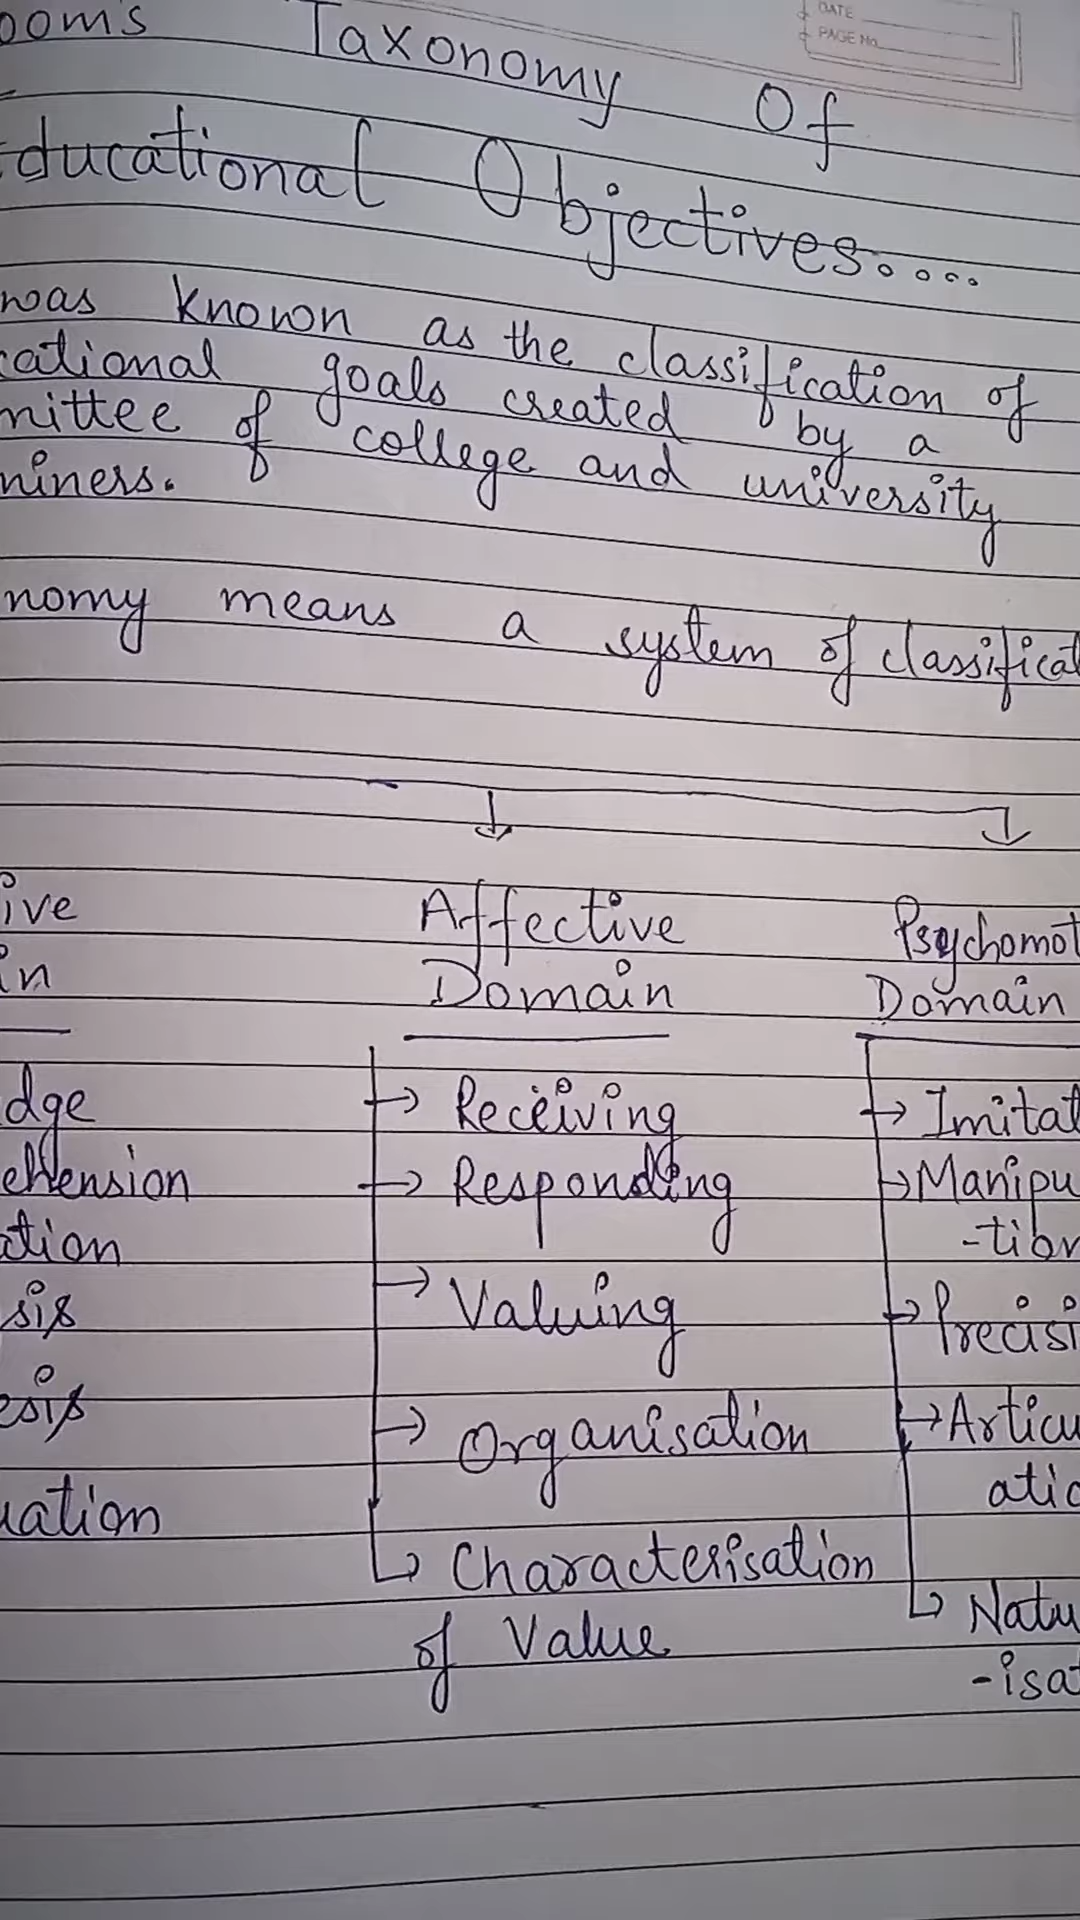 ooms Taxonomy Of
ducational Objectives....
was known as the classification of
cational goals created by a
mittee of college and university
miners.
nomy means a system of classificat
ive Affective Psychomot
in Domain Domain
dge Receiving Imitat
ehension Responding Manipu
ation -tion
sis Valuing Precisi
esis Organisation Articu
uation atio
Characterisation Natu
of Value -isat
DATE
PAGE No.